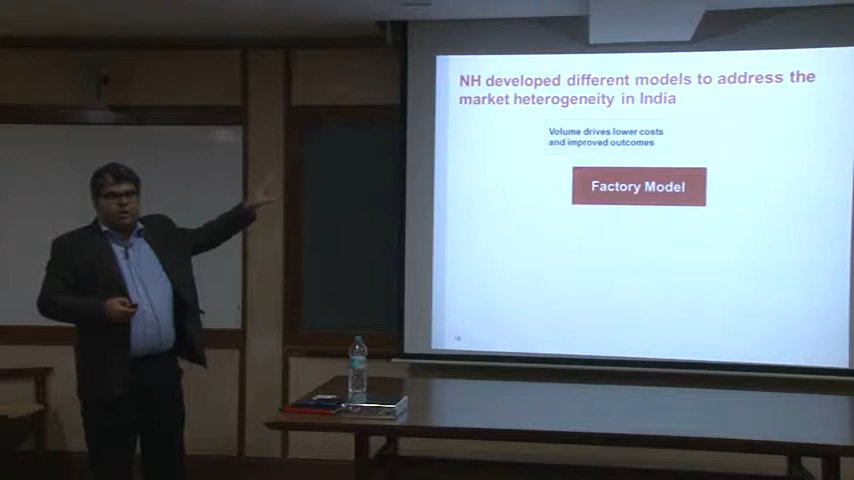 NH developed different models to address the
market heterogeneity in India
Volume drives lower costs
and improved outcomes
Factory Model